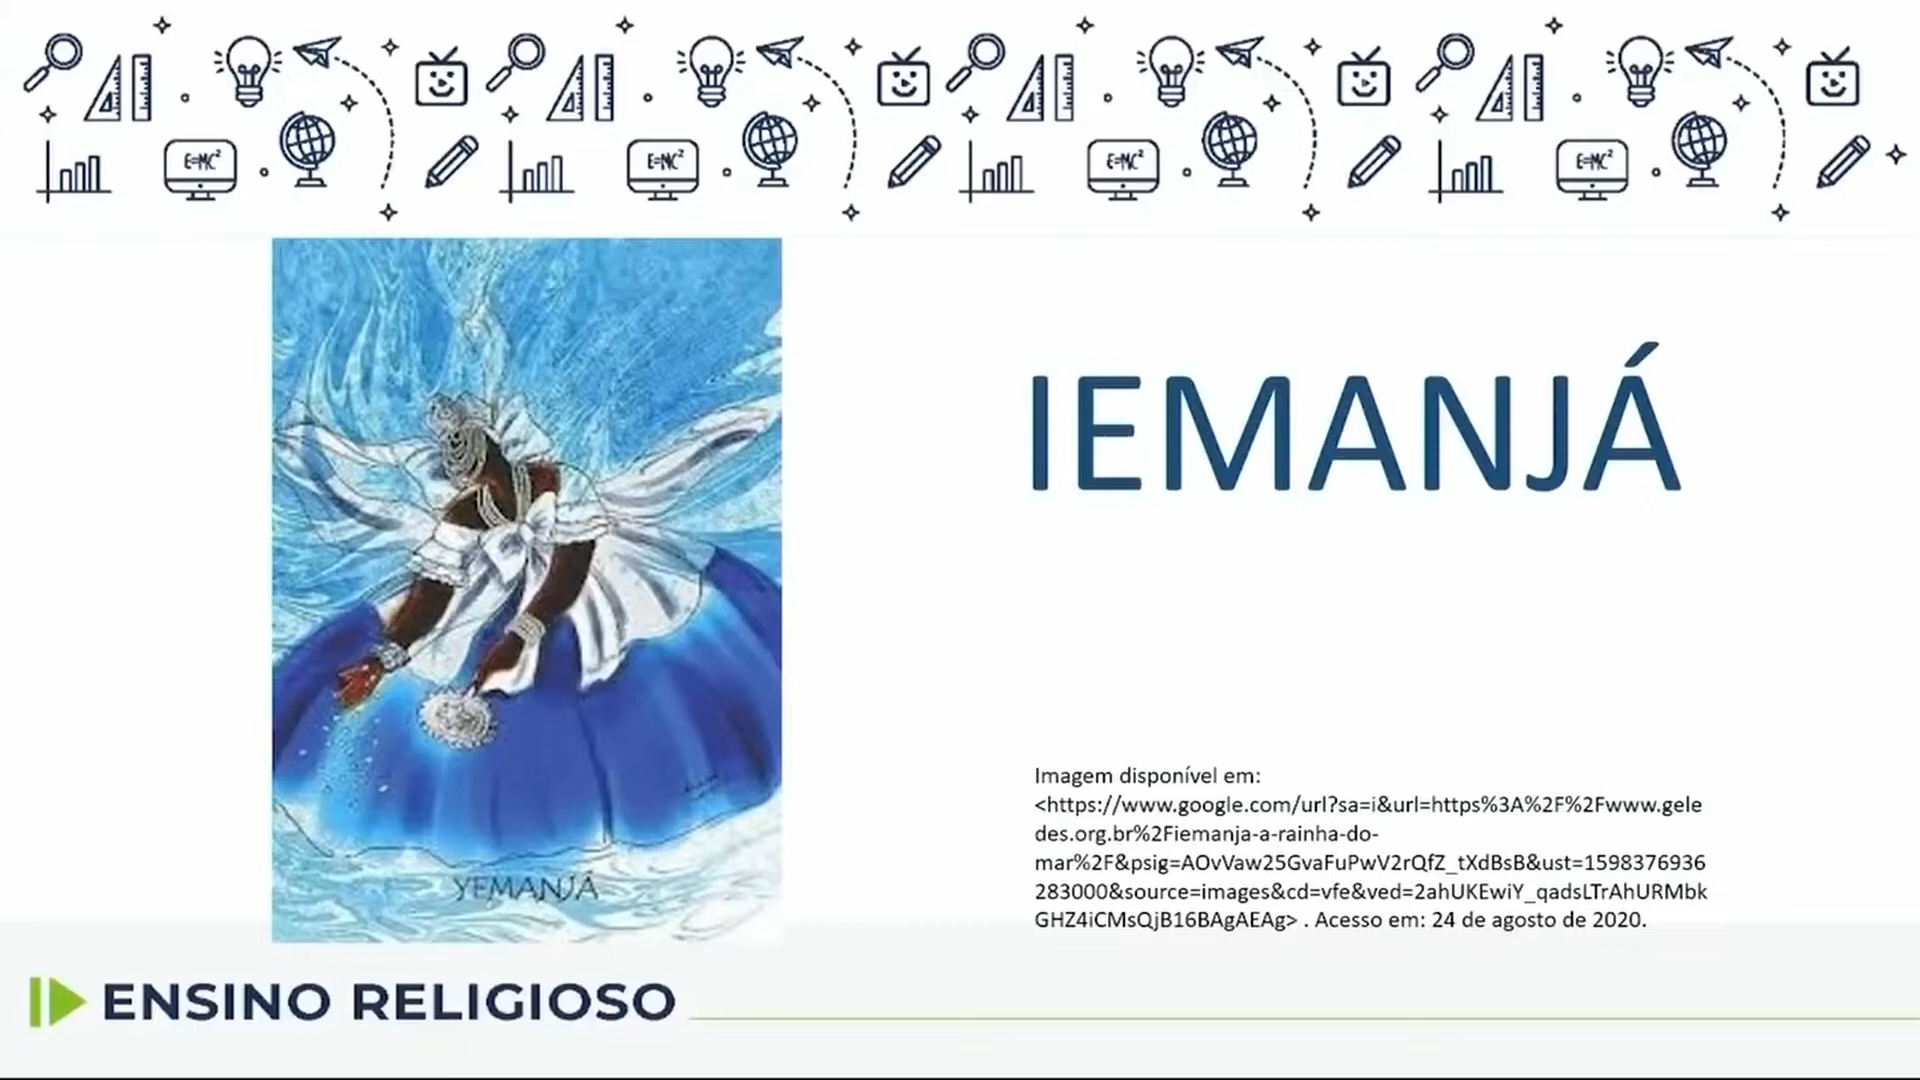 E=MC²
E=MC²
E=MC²
E=MC²
IEMANJÁ
YEMANJÁ
Imagem disponível em:
<https://www.google.com/url?sa=i&url=https%3A%2F%2Fwww.gele
des.org.br%2Fiemanja-a-rainha-do-
mar%2F&psig=AOvVaw25GvaFuPwV2rQfZ_tXdBsB&ust=1598376936
283000&source=images&cd=vfe&ved=2ahUKEwiY_qadsLTrAhURMbk
GHZ4iCMsQjB16BAgAEAg> . Acesso em: 24 de agosto de 2020.
ENSINO RELIGIOSO